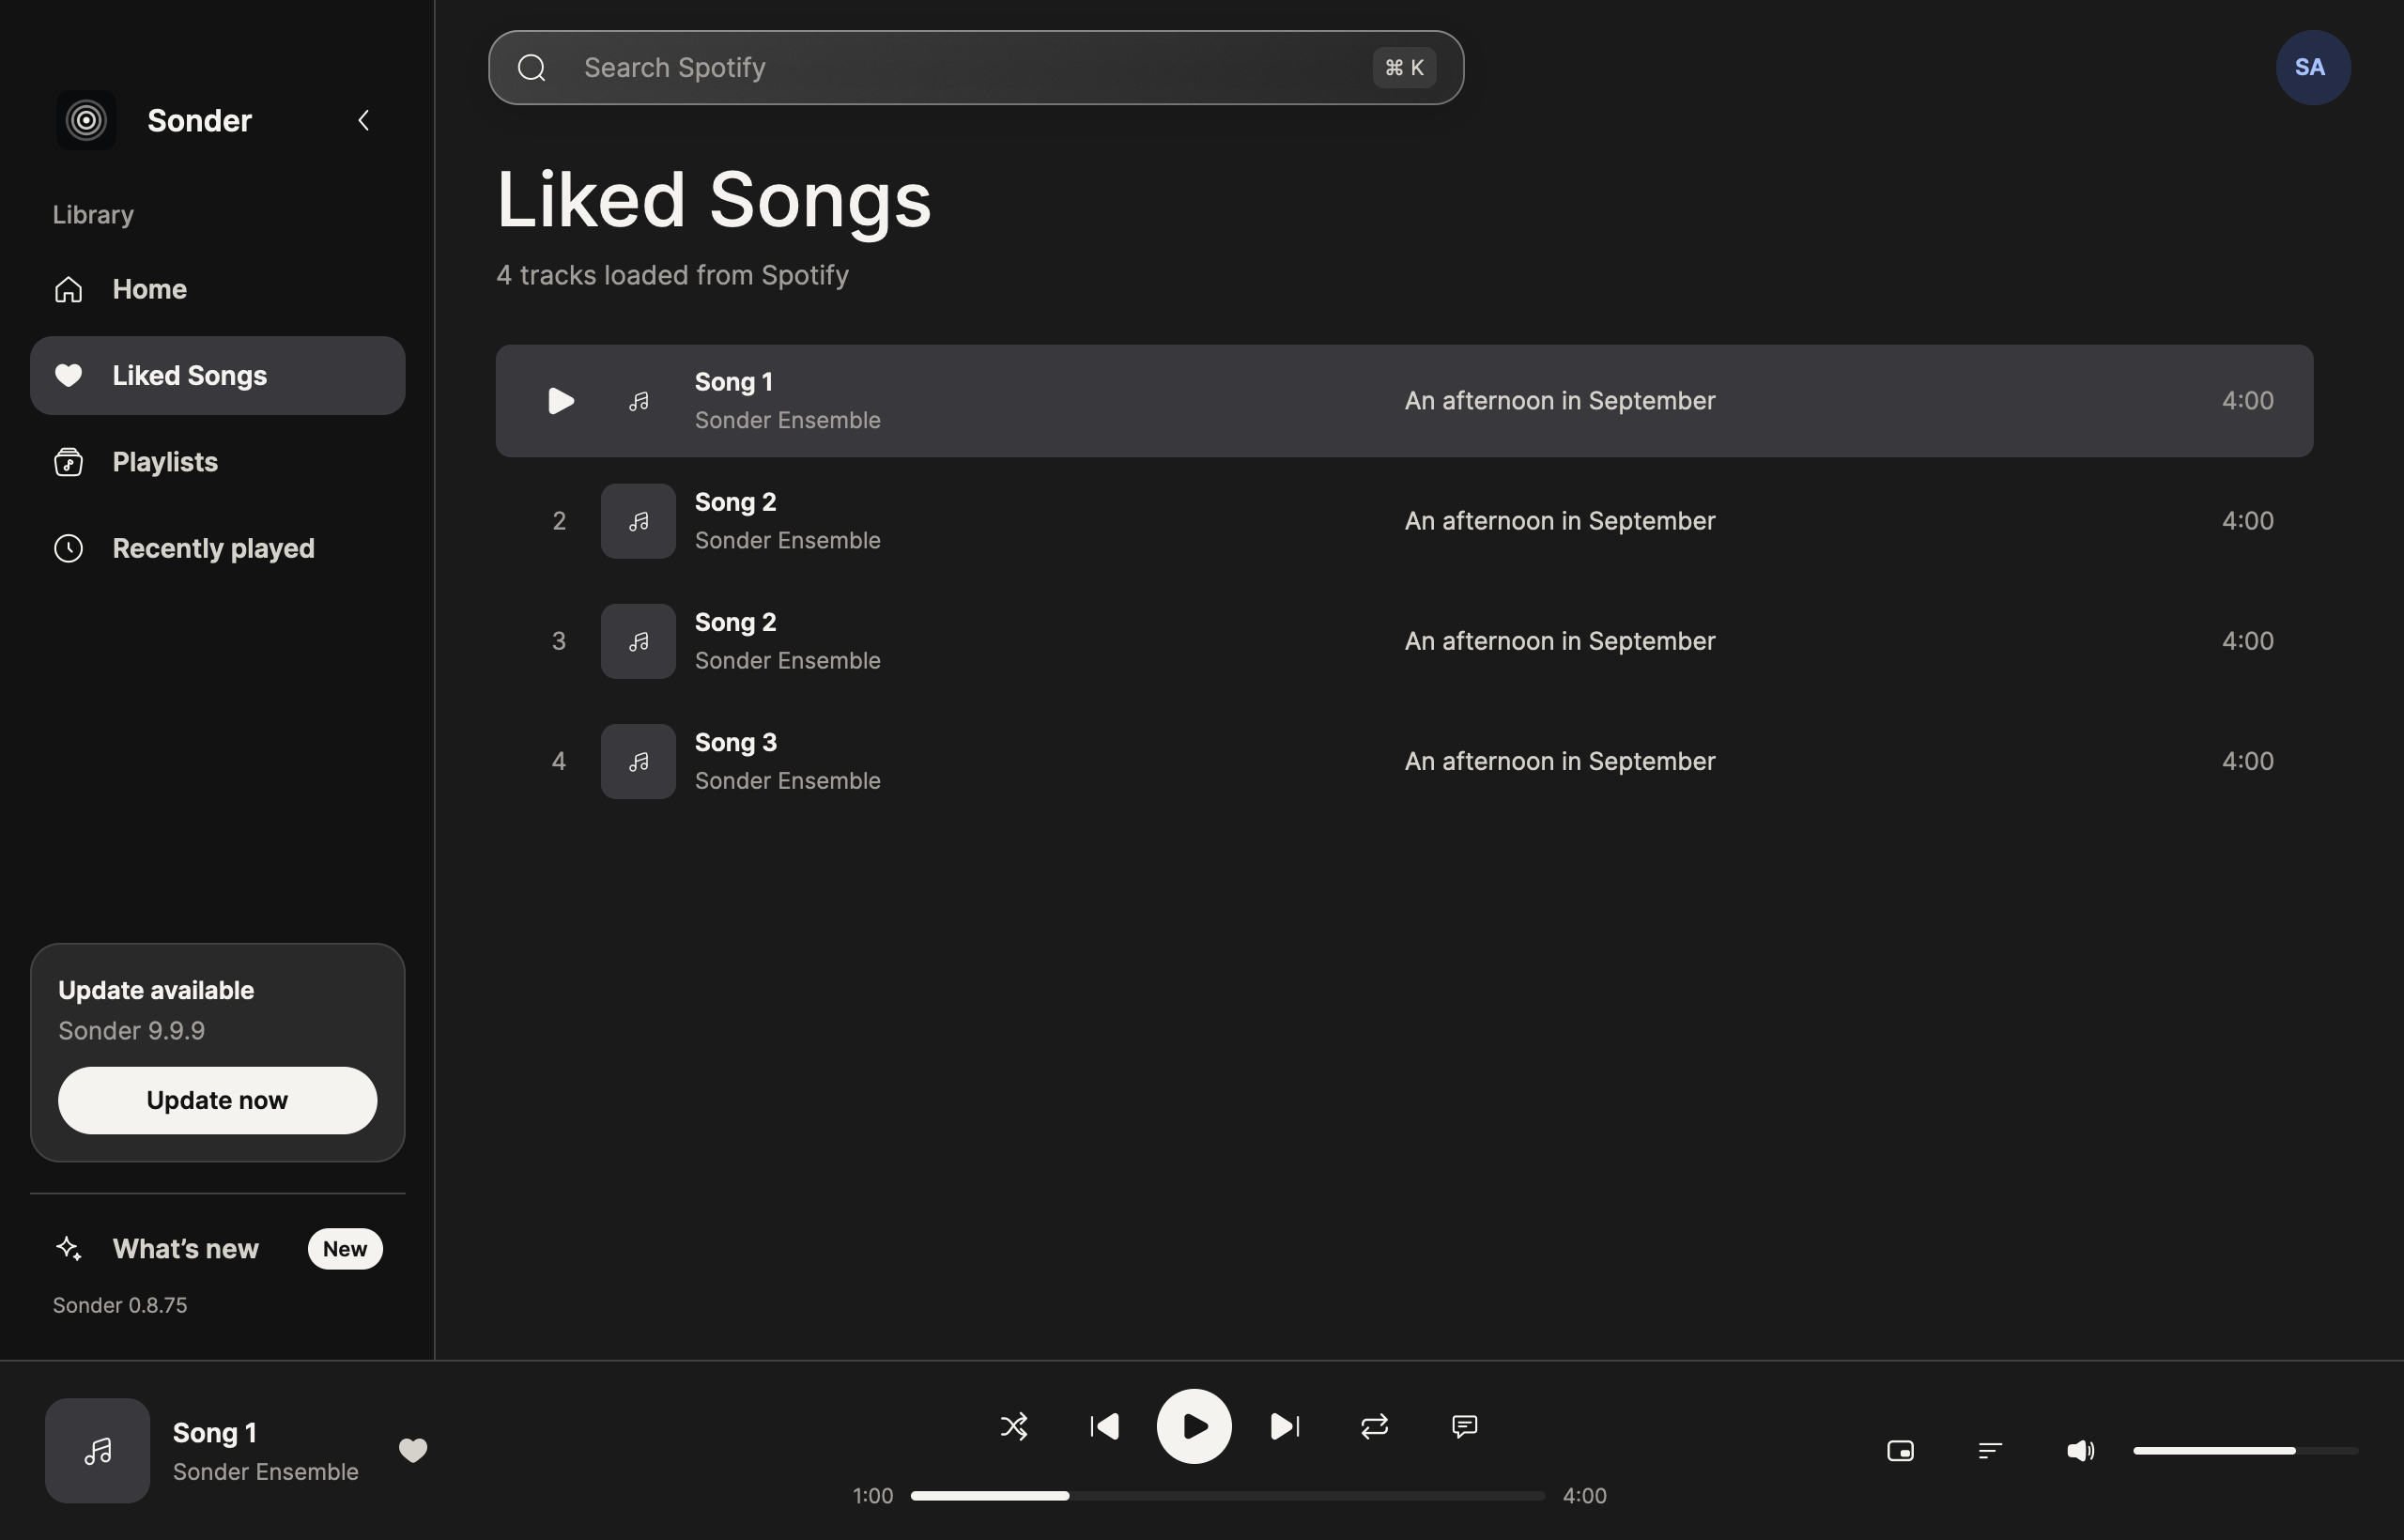 Search Spotify
⌘ K
SA
Sonder
Library
Home
Liked Songs
Playlists
Recently played
Liked Songs
4 tracks loaded from Spotify
Song 1
Sonder Ensemble
An afternoon in September
4:00
2
Song 2
Sonder Ensemble
An afternoon in September
4:00
3
Song 2
Sonder Ensemble
An afternoon in September
4:00
4
Song 3
Sonder Ensemble
An afternoon in September
4:00
Update available
Sonder 9.9.9
Update now
What’s new
New
Sonder 0.8.75
Song 1
Sonder Ensemble
1:00
4:00